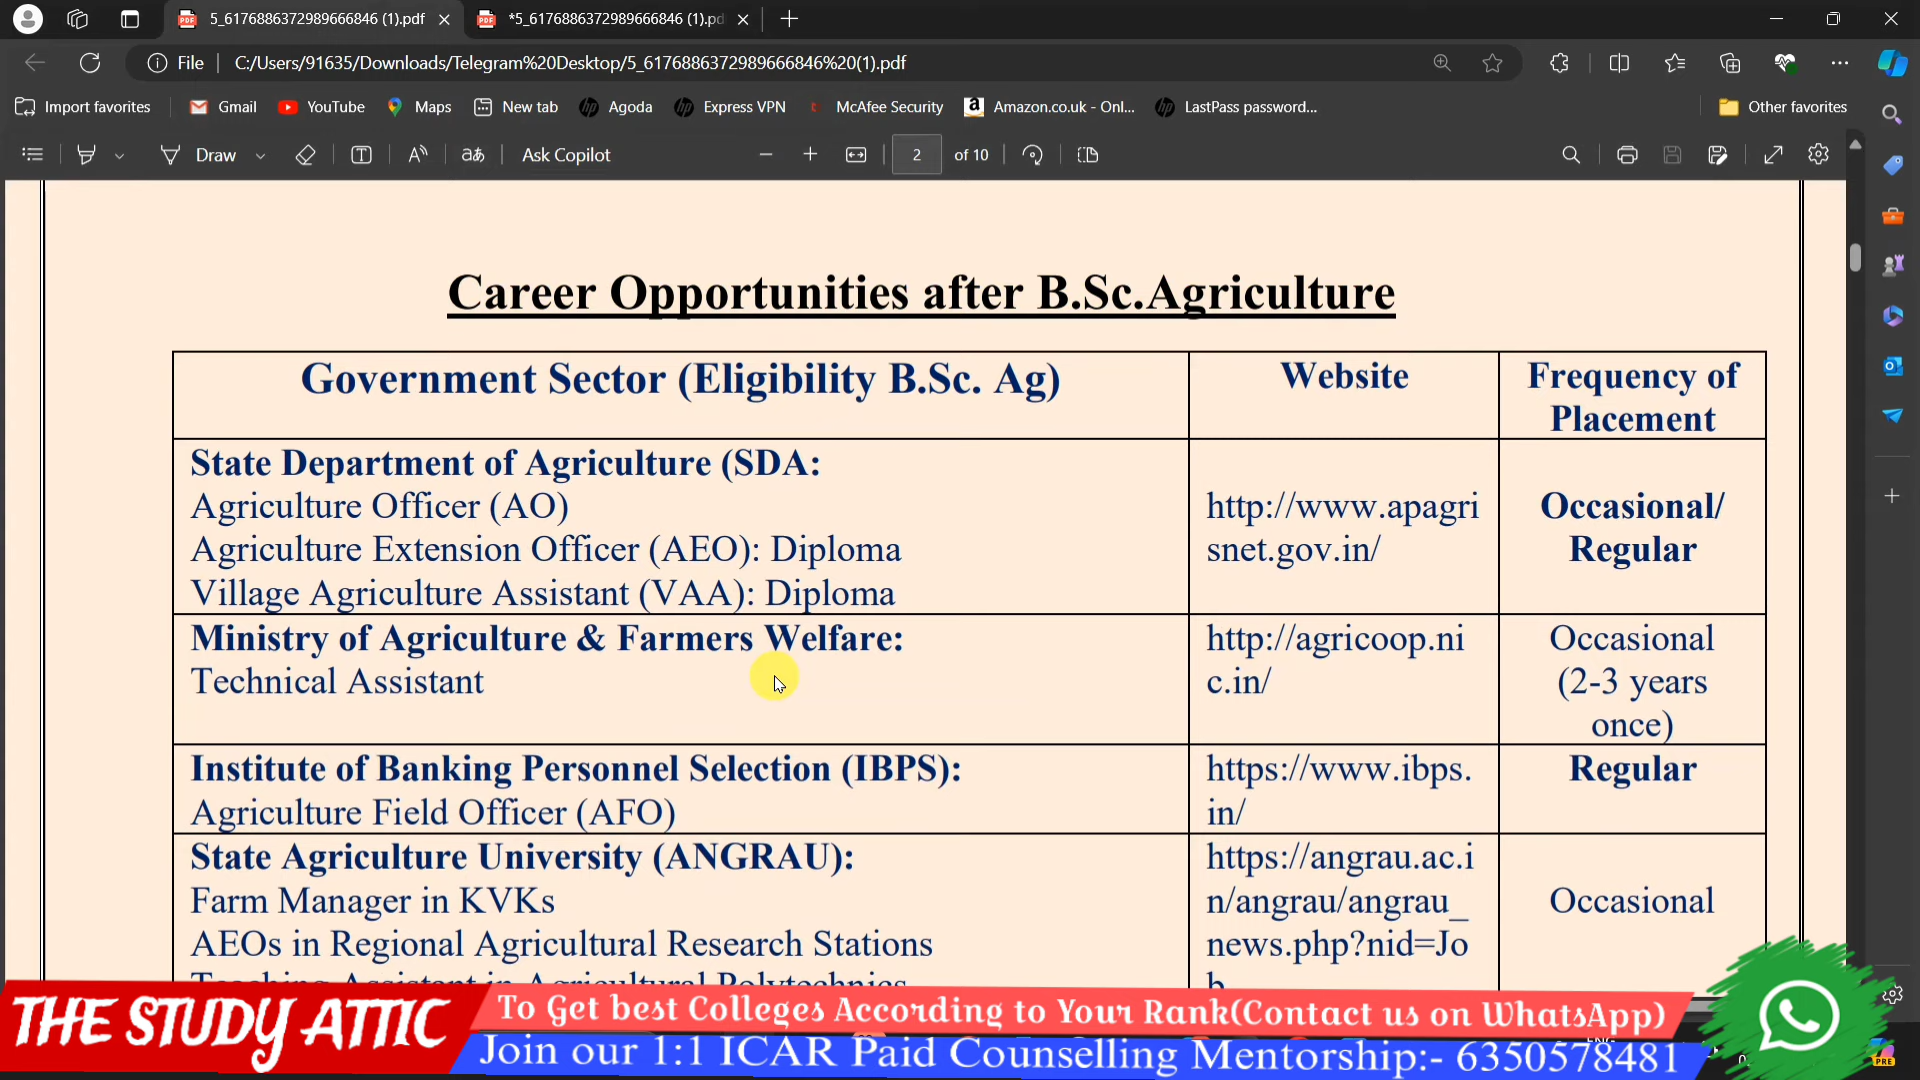 5_6176886372989666846 (1).pdf
*5_6176886372989666846 (1).pd
File
C:/Users/91635/Downloads/Telegram%20Desktop/5_6176886372989666846%20(1).pdf
Import favorites
Gmail
YouTube
Maps
New tab
Agoda
Express VPN
McAfee Security
Amazon.co.uk - Onl...
LastPass password...
Other favorites
Draw
Ask Copilot
2
of 10
Career Opportunities after B.Sc.Agriculture
Government Sector (Eligibility B.Sc. Ag)
Website
Frequency of
Placement
State Department of Agriculture (SDA:
Agriculture Officer (AO)
Agriculture Extension Officer (AEO): Diploma
Village Agriculture Assistant (VAA): Diploma
http://www.apagri
snet.gov.in/
Occasional/
Regular
Ministry of Agriculture & Farmers Welfare:
Technical Assistant
http://agricoop.ni
c.in/
Occasional
(2-3 years
once)
Institute of Banking Personnel Selection (IBPS):
Agriculture Field Officer (AFO)
https://www.ibps.
in/
Regular
State Agriculture University (ANGRAU):
Farm Manager in KVKs
AEOs in Regional Agricultural Research Stations
Teaching Assistant in Agricultural Polytechnics
https://angrau.ac.i
n/angrau/angrau_
news.php?nid=Jo
b
Occasional
THE STUDY ATTIC
To Get best Colleges According to Your Rank(Contact us on WhatsApp)
Join our 1:1 ICAR Paid Counselling Mentorship:- 6350578481
PRE